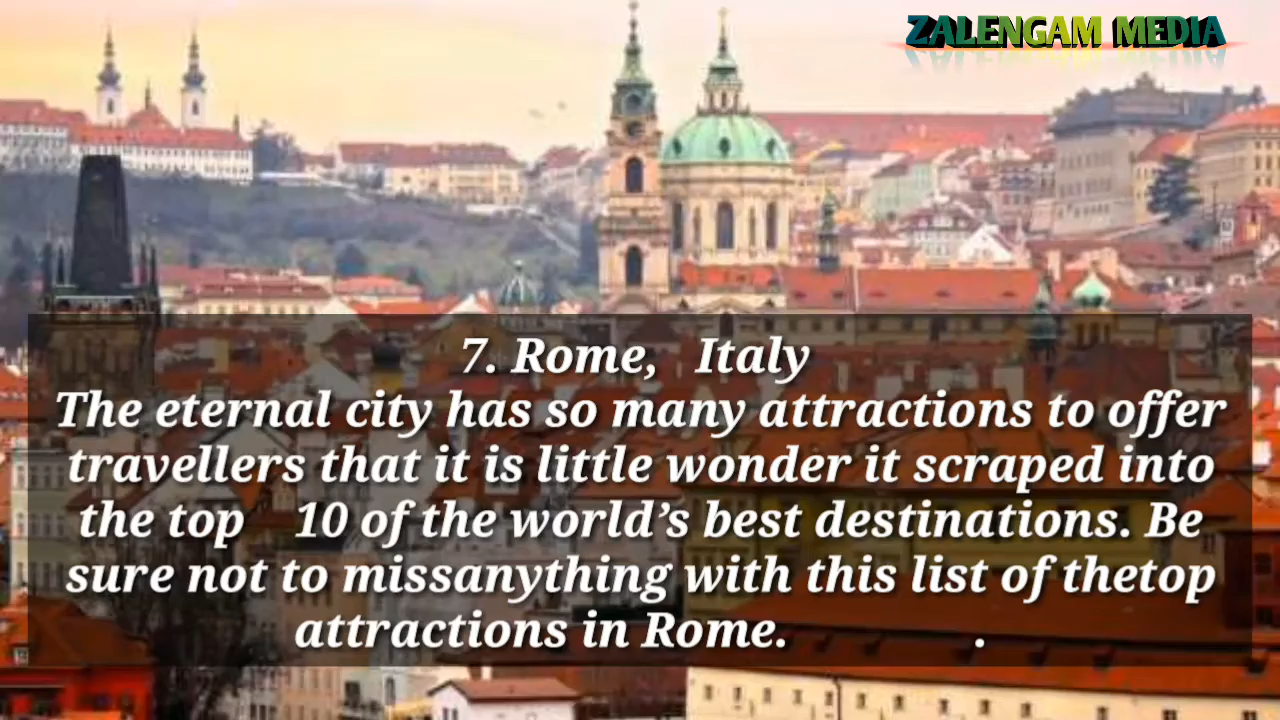 ZALENGAM MEDIA
7. Rome, Italy
The eternal city has so many attractions to offer
travellers that it is little wonder it scraped into
the top 10 of the world’s best destinations. Be
sure not to missanything with this list of thetop
attractions in Rome. .